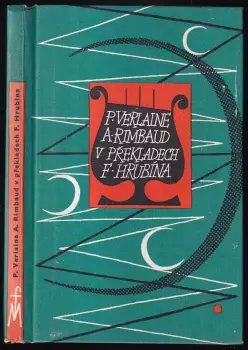 P. Verlaine A. Rimbaud v překladech F. Hrubína
P.VERLAINE
A.RIMBAUD
V PŘEKLADECH
F.HRUBÍNA